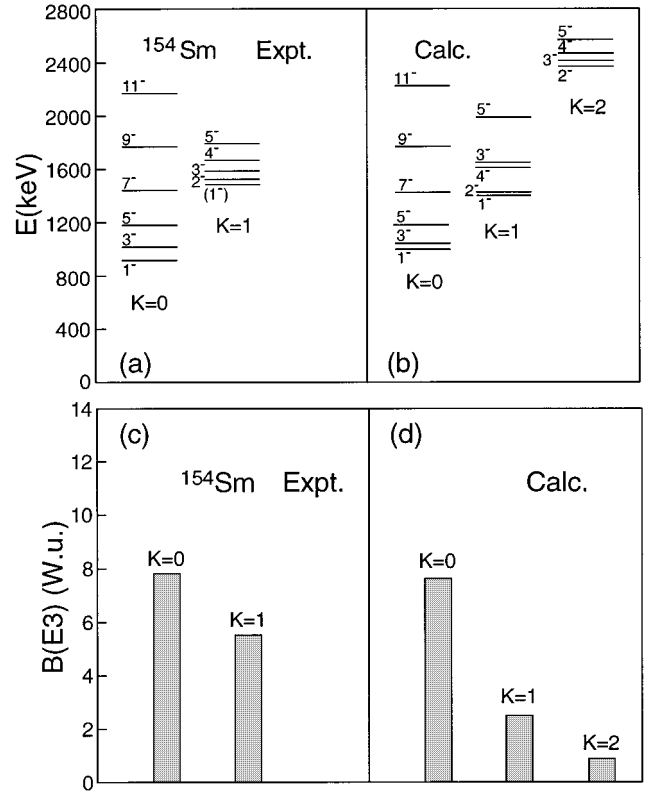 2800
2400
2000
1600
1200
800
400
0
E(keV)
¹⁵⁴Sm Expt.
11⁻
9⁻
7⁻
5⁻
3⁻
1⁻
K=0
5⁻
4⁻
3⁻
2⁻
(1⁻)
K=1
(a)
Calc.
11⁻
9⁻
7⁻
5⁻
3⁻
1⁻
K=0
5⁻
3⁻
4⁻
2⁻
1⁻
K=1
5⁻
4⁻
3⁻
2⁻
K=2
(b)
14
12
10
8
6
4
2
0
B(E3) (W.u.)
(c)
¹⁵⁴Sm Expt.
K=0
K=1
(d)
Calc.
K=0
K=1
K=2